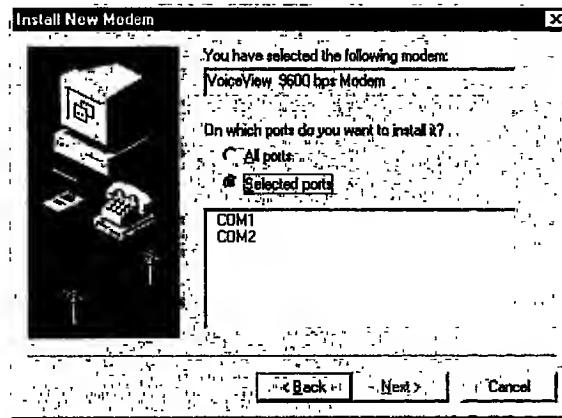 Install New Modem
You have selected the following modem:
VoiceView 9600 bps Modem
On which ports do you want to install it?
All ports
Selected ports
COM1
COM2
< Back
Next >
Cancel